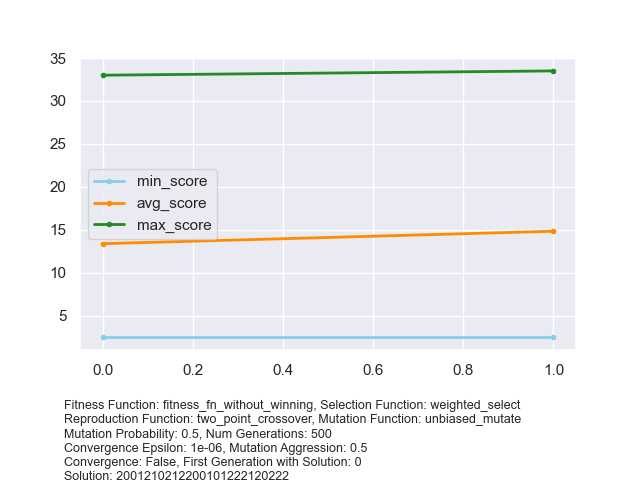 35
30
25
20
15
10
5
min_score
avg_score
max_score
0.0 0.2 0.4 0.6 0.8 1.0
Fitness Function: fitness_fn_without_winning, Selection Function: weighted_select
Reproduction Function: two_point_crossover, Mutation Function: unbiased_mutate
Mutation Probability: 0.5, Num Generations: 500
Convergence Epsilon: 1e-06, Mutation Aggression: 0.5
Convergence: False, First Generation with Solution: 0
Solution: 2001210212200101222120222